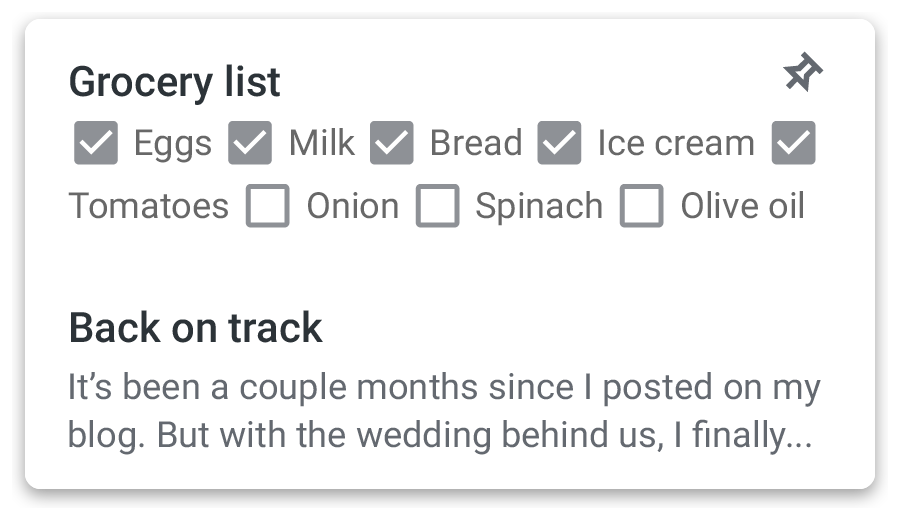 Grocery list
Eggs Milk Bread Ice cream
Tomatoes Onion Spinach Olive oil
Back on track
It’s been a couple months since I posted on my
blog. But with the wedding behind us, I finally...